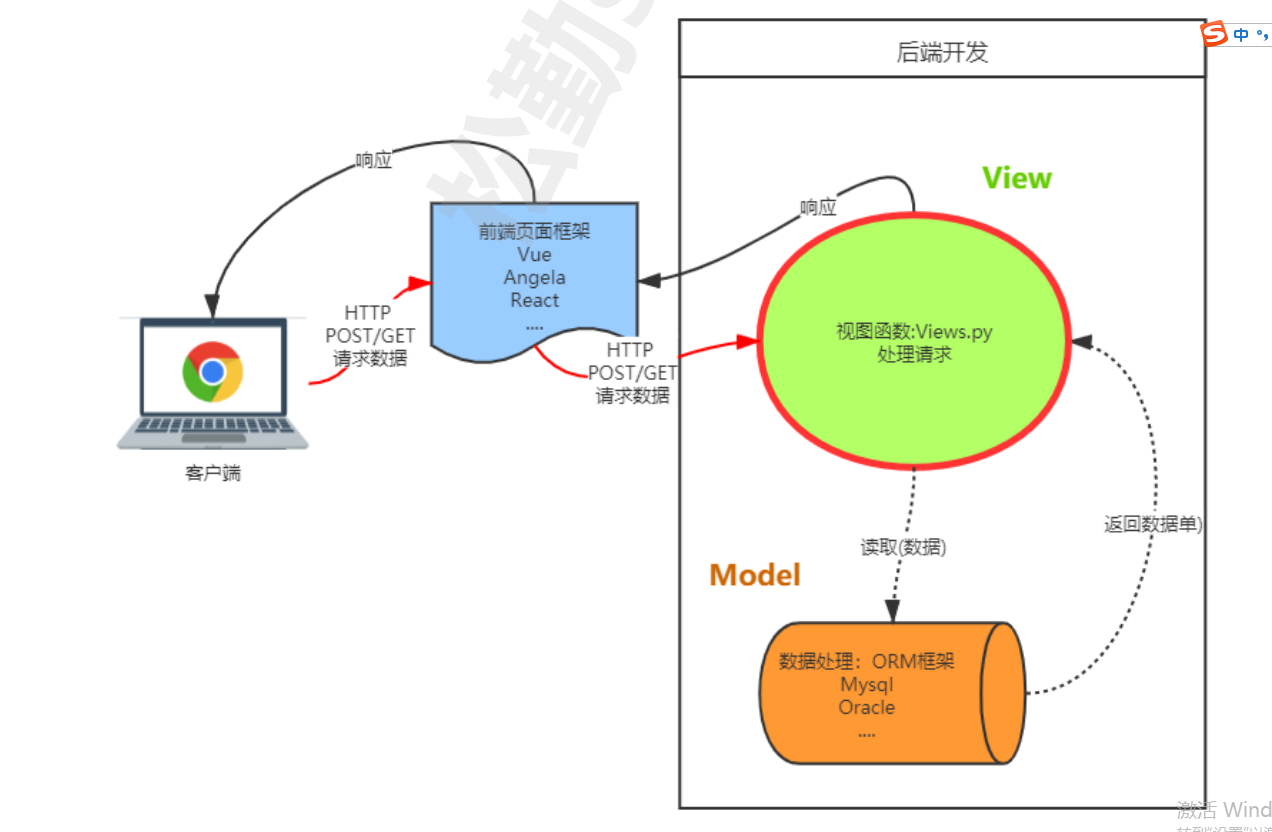 后端开发
中 °,
松勤
响应
View
响应
前端页面框架
Vue
Angela
React
....
HTTP
POST/GET
请求数据
HTTP
POST/GET
请求数据
视图函数:Views.py
处理请求
客户端
返回数据单)
读取(数据)
Model
数据处理：ORM框架
Mysql
Oracle
....
激活 Wind